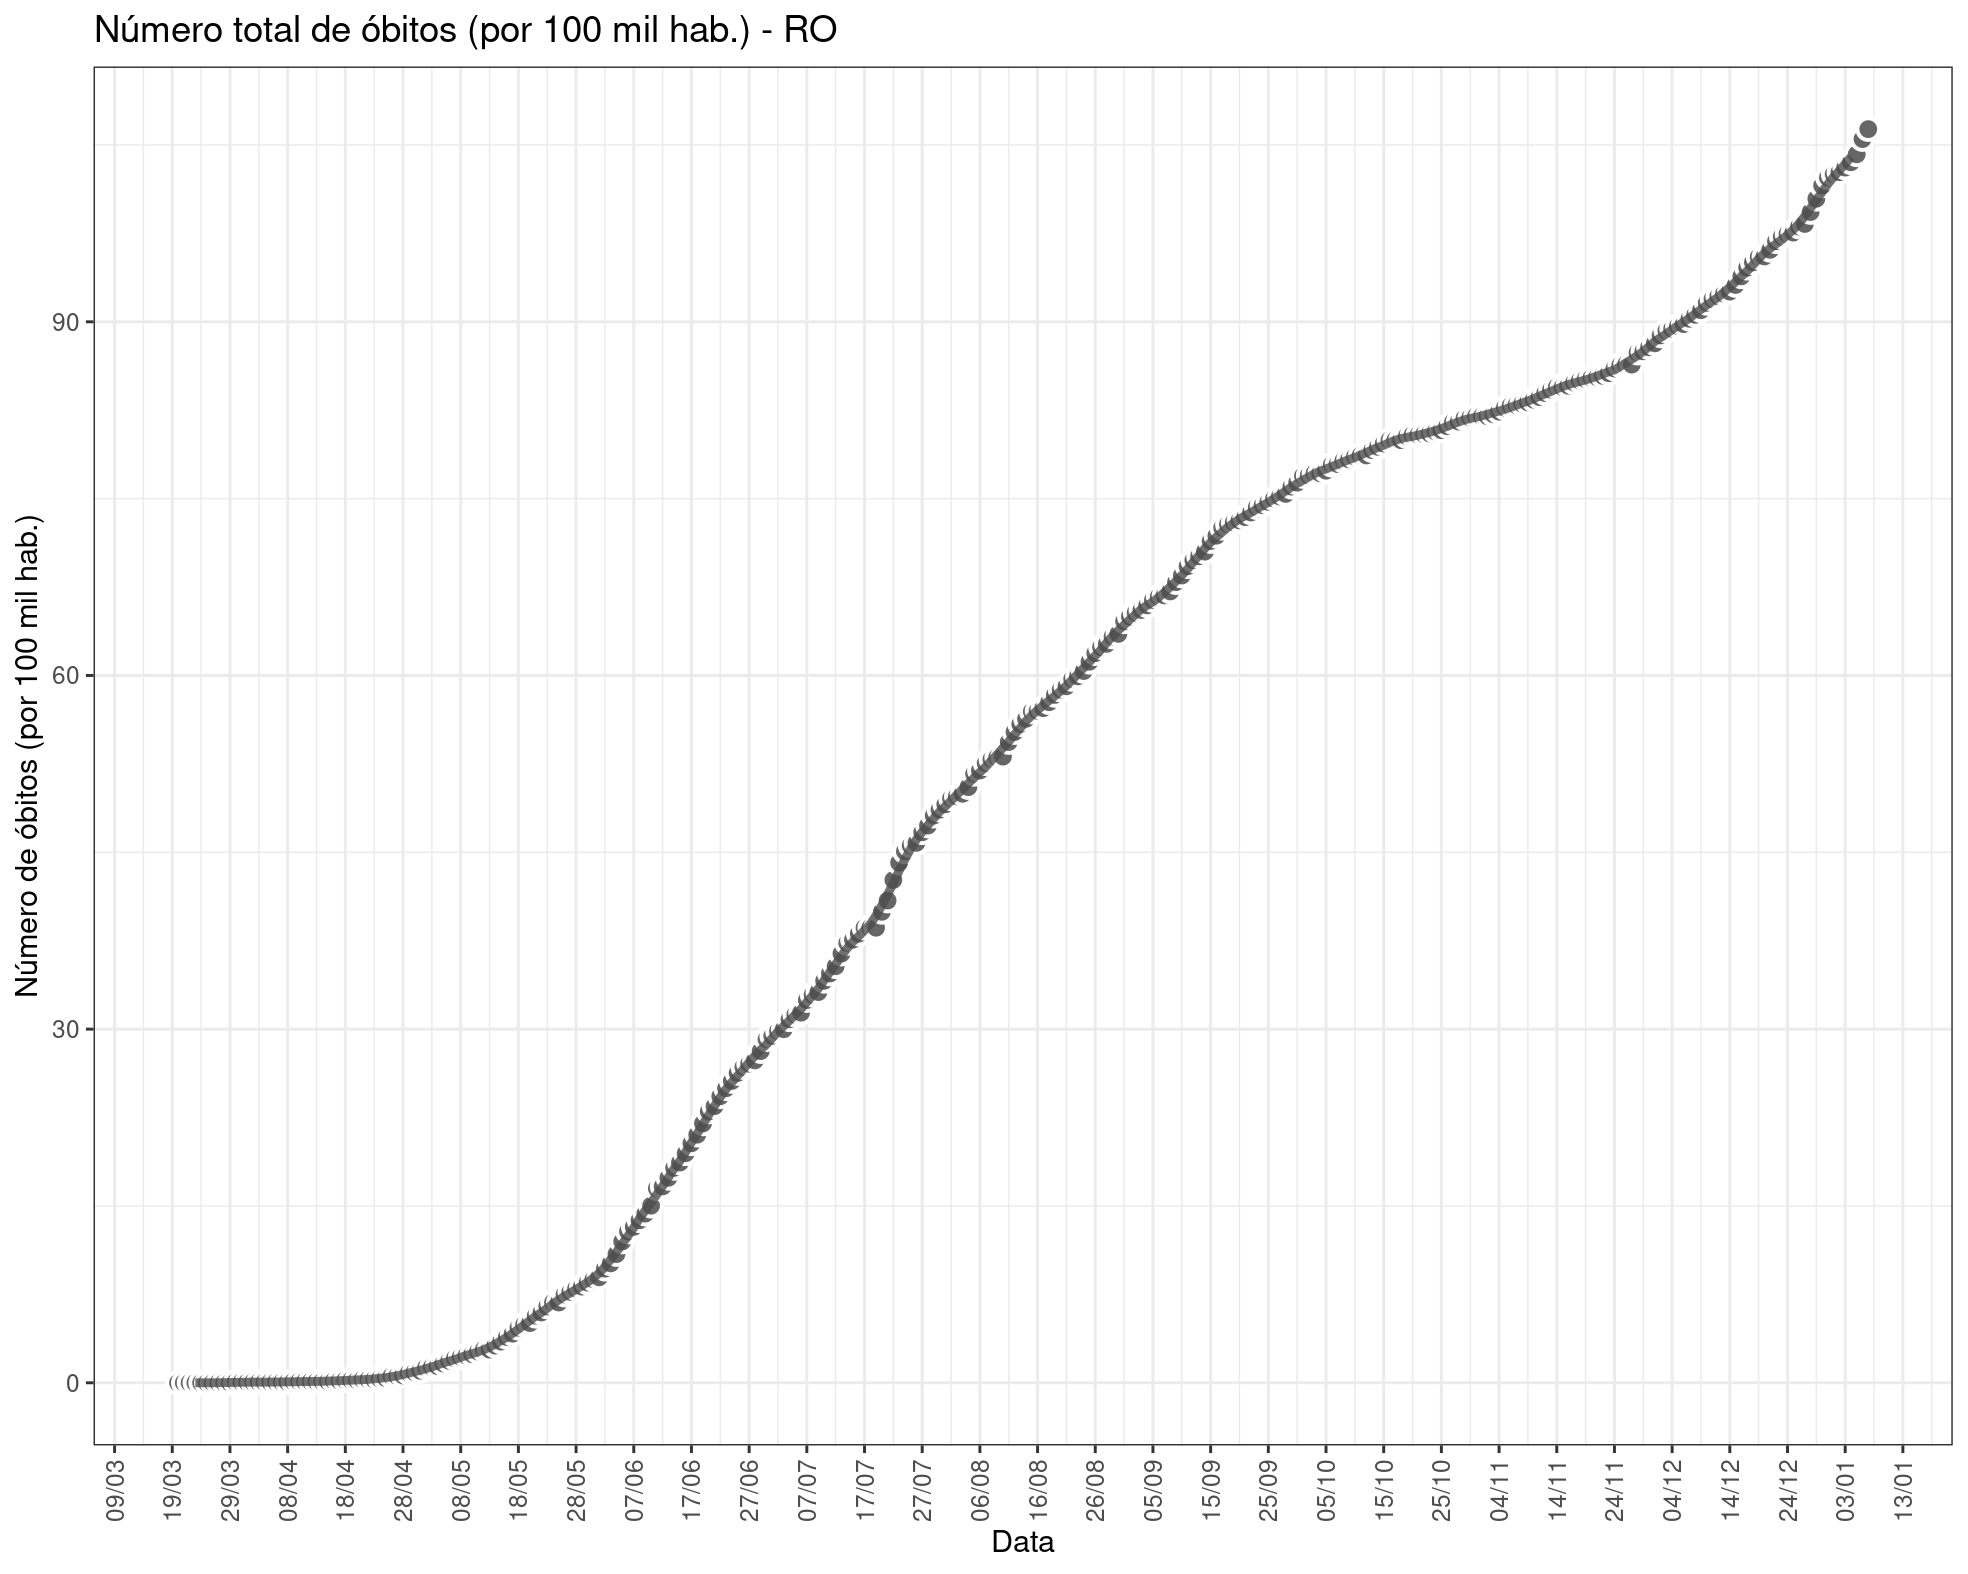 Número total de óbitos (por 100 mil hab.) - RO
Número de óbitos (por 100 mil hab.)
90
60
30
0
09/03 19/03 29/03 08/04 18/04 28/04 08/05 18/05 28/05 07/06 17/06 27/06 07/07 17/07 27/07 06/08 16/08 26/08 05/09 15/09 25/09 05/10 15/10 25/10 04/11 14/11 24/11 04/12 14/12 24/12 03/01 13/01
Data